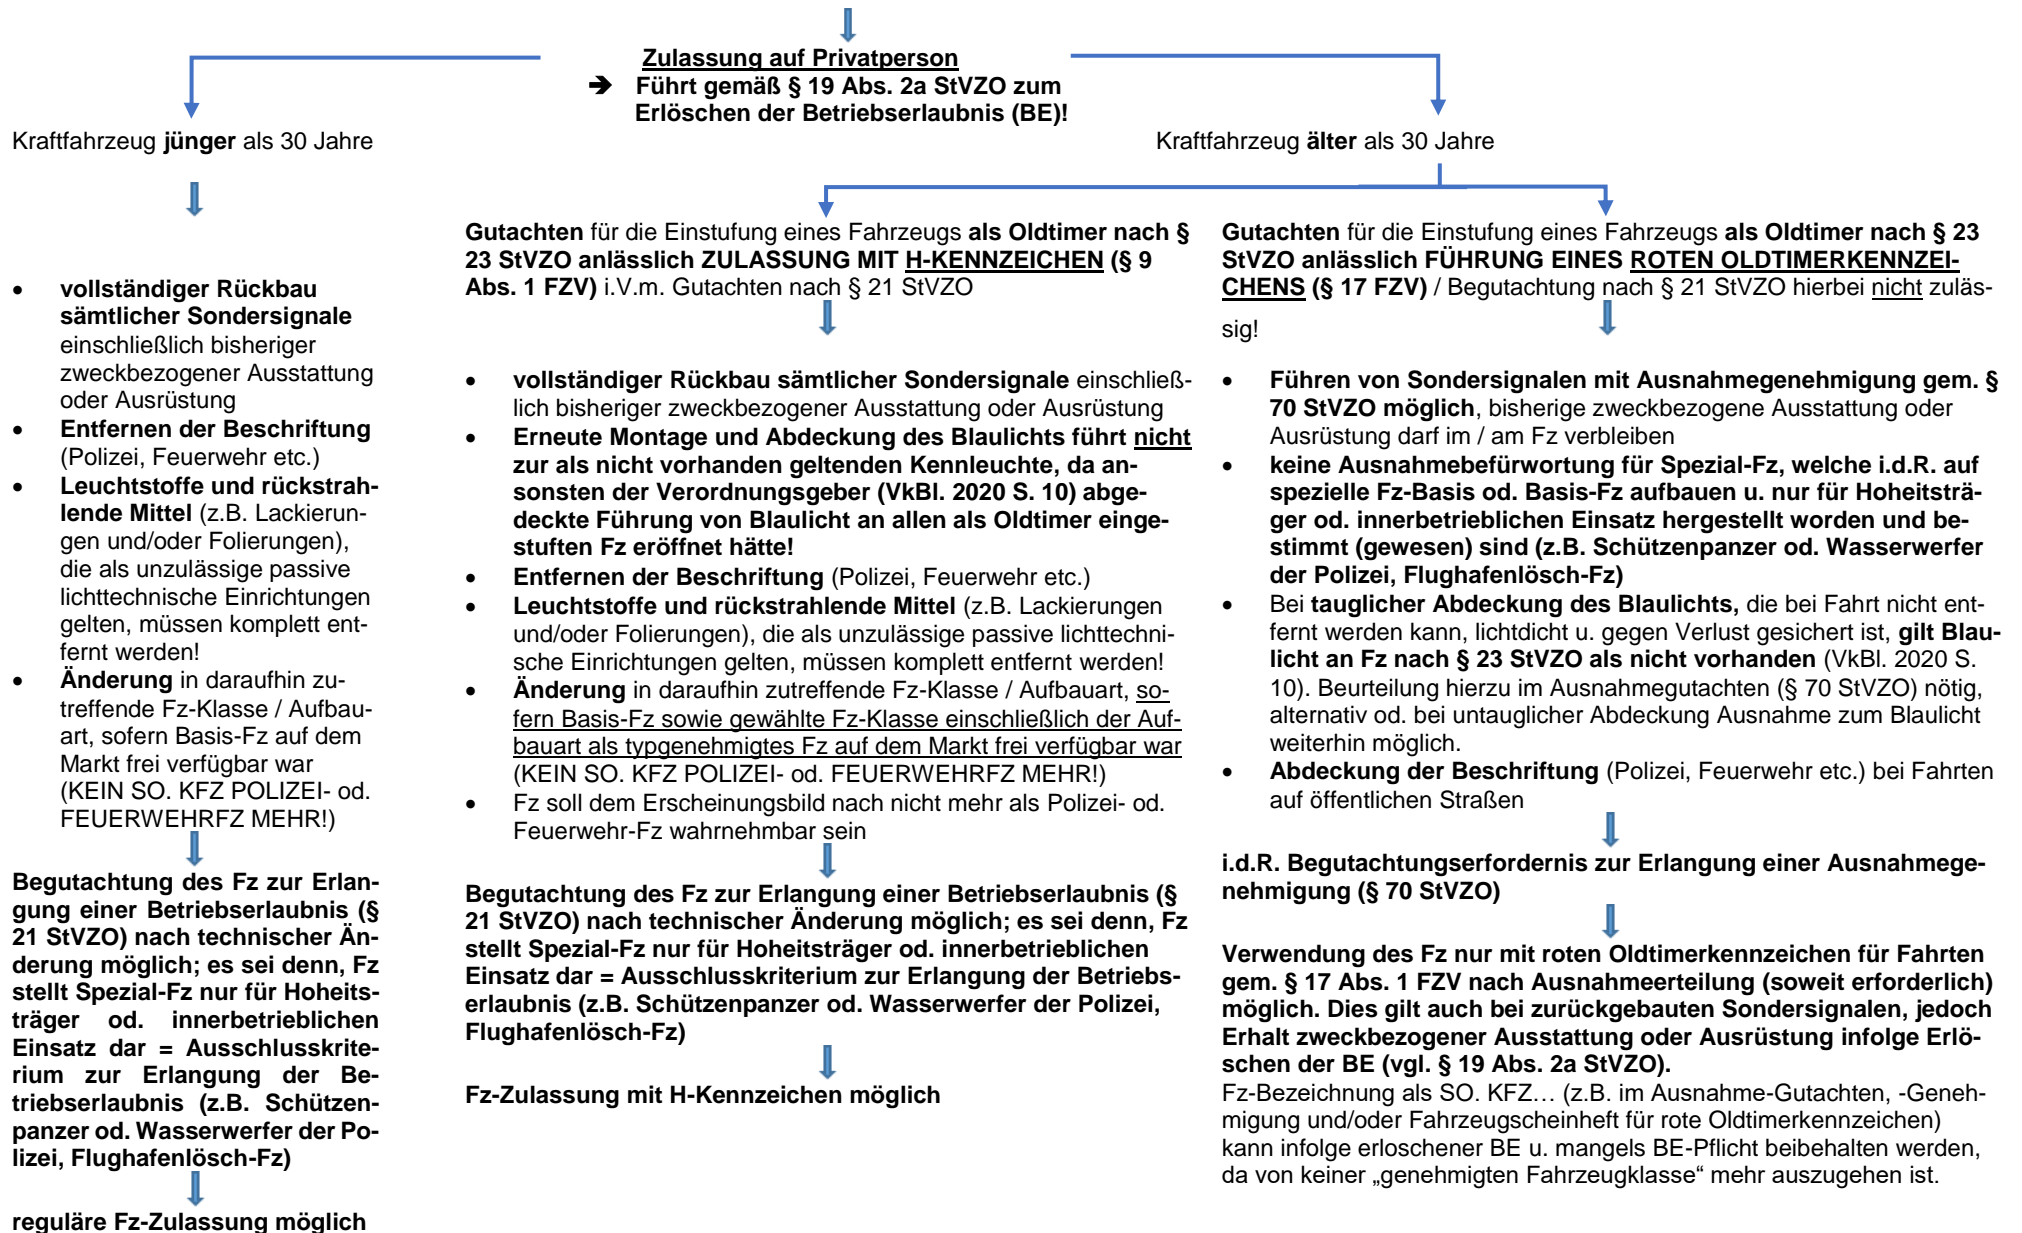 Zulassung auf Privatperson
➔ Führt gemäß § 19 Abs. 2a StVZO zum
Erlöschen der Betriebserlaubnis (BE)!
Kraftfahrzeug jünger als 30 Jahre
Kraftfahrzeug älter als 30 Jahre
• vollständiger Rückbau
sämtlicher Sondersignale
einschließlich bisheriger
zweckbezogener Ausstattung
oder Ausrüstung
• Entfernen der Beschriftung
(Polizei, Feuerwehr etc.)
• Leuchtstoffe und rückstrah-
lende Mittel (z.B. Lackierun-
gen und/oder Folierungen),
die als unzulässige passive
lichttechnische Einrichtungen
gelten, müssen komplett ent-
fernt werden!
• Änderung in daraufhin zu-
treffende Fz-Klasse / Aufbau-
art, sofern Basis-Fz auf dem
Markt frei verfügbar war
(KEIN SO. KFZ POLIZEI- od.
FEUERWEHRFZ MEHR!)
Begutachtung des Fz zur Erlan-
gung einer Betriebserlaubnis (§
21 StVZO) nach technischer Än-
derung möglich; es sei denn, Fz
stellt Spezial-Fz nur für Hoheits-
träger od. innerbetrieblichen
Einsatz dar = Ausschlusskrite-
rium zur Erlangung der Be-
triebserlaubnis (z.B. Schützen-
panzer od. Wasserwerfer der Po-
lizei, Flughafenlösch-Fz)
reguläre Fz-Zulassung möglich
Gutachten für die Einstufung eines Fahrzeugs als Oldtimer nach §
23 StVZO anlässlich ZULASSUNG MIT H-KENNZEICHEN (§ 9
Abs. 1 FZV) i.V.m. Gutachten nach § 21 StVZO
• vollständiger Rückbau sämtlicher Sondersignale einschließ-
lich bisheriger zweckbezogener Ausstattung oder Ausrüstung
• Erneute Montage und Abdeckung des Blaulichts führt nicht
zur als nicht vorhanden geltenden Kennleuchte, da an-
sonsten der Verordnungsgeber (VkBl. 2020 S. 10) abge-
deckte Führung von Blaulicht an allen als Oldtimer einge-
stuften Fz eröffnet hätte!
• Entfernen der Beschriftung (Polizei, Feuerwehr etc.)
• Leuchtstoffe und rückstrahlende Mittel (z.B. Lackierungen
und/oder Folierungen), die als unzulässige passive lichttechni-
sche Einrichtungen gelten, müssen komplett entfernt werden!
• Änderung in daraufhin zutreffende Fz-Klasse / Aufbauart, so-
fern Basis-Fz sowie gewählte Fz-Klasse einschließlich der Auf-
bauart als typgenehmigtes Fz auf dem Markt frei verfügbar war
(KEIN SO. KFZ POLIZEI- od. FEUERWEHRFZ MEHR!)
• Fz soll dem Erscheinungsbild nach nicht mehr als Polizei- od.
Feuerwehr-Fz wahrnehmbar sein
Begutachtung des Fz zur Erlangung einer Betriebserlaubnis (§
21 StVZO) nach technischer Änderung möglich; es sei denn, Fz
stellt Spezial-Fz nur für Hoheitsträger od. innerbetrieblichen
Einsatz dar = Ausschlusskriterium zur Erlangung der Betriebs-
erlaubnis (z.B. Schützenpanzer od. Wasserwerfer der Polizei,
Flughafenlösch-Fz)
Fz-Zulassung mit H-Kennzeichen möglich
Gutachten für die Einstufung eines Fahrzeugs als Oldtimer nach § 23
StVZO anlässlich FÜHRUNG EINES ROTEN OLDTIMERKENNZEI-
CHENS (§ 17 FZV) / Begutachtung nach § 21 StVZO hierbei nicht zuläs-
sig!
• Führen von Sondersignalen mit Ausnahmegenehmigung gem. §
70 StVZO möglich, bisherige zweckbezogene Ausstattung oder
Ausrüstung darf im / am Fz verbleiben
• keine Ausnahmebefürwortung für Spezial-Fz, welche i.d.R. auf
spezielle Fz-Basis od. Basis-Fz aufbauen u. nur für Hoheitsträ-
ger od. innerbetrieblichen Einsatz hergestellt worden und be-
stimmt (gewesen) sind (z.B. Schützenpanzer od. Wasserwerfer
der Polizei, Flughafenlösch-Fz)
• Bei tauglicher Abdeckung des Blaulichts, die bei Fahrt nicht ent-
fernt werden kann, lichtdicht u. gegen Verlust gesichert ist, gilt Blau-
licht an Fz nach § 23 StVZO als nicht vorhanden (VkBl. 2020 S.
10). Beurteilung hierzu im Ausnahmegutachten (§ 70 StVZO) nötig,
alternativ od. bei untauglicher Abdeckung Ausnahme zum Blaulicht
weiterhin möglich.
• Abdeckung der Beschriftung (Polizei, Feuerwehr etc.) bei Fahrten
auf öffentlichen Straßen
i.d.R. Begutachtungserfordernis zur Erlangung einer Ausnahmege-
nehmigung (§ 70 StVZO)
Verwendung des Fz nur mit roten Oldtimerkennzeichen für Fahrten
gem. § 17 Abs. 1 FZV nach Ausnahmeerteilung (soweit erforderlich)
möglich. Dies gilt auch bei zurückgebauten Sondersignalen, jedoch
Erhalt zweckbezogener Ausstattung oder Ausrüstung infolge Erlö-
schen der BE (vgl. § 19 Abs. 2a StVZO).
Fz-Bezeichnung als SO. KFZ… (z.B. im Ausnahme-Gutachten, -Geneh-
migung und/oder Fahrzeugscheinheft für rote Oldtimerkennzeichen)
kann infolge erloschener BE u. mangels BE-Pflicht beibehalten werden,
da von keiner „genehmigten Fahrzeugklasse“ mehr auszugehen ist.